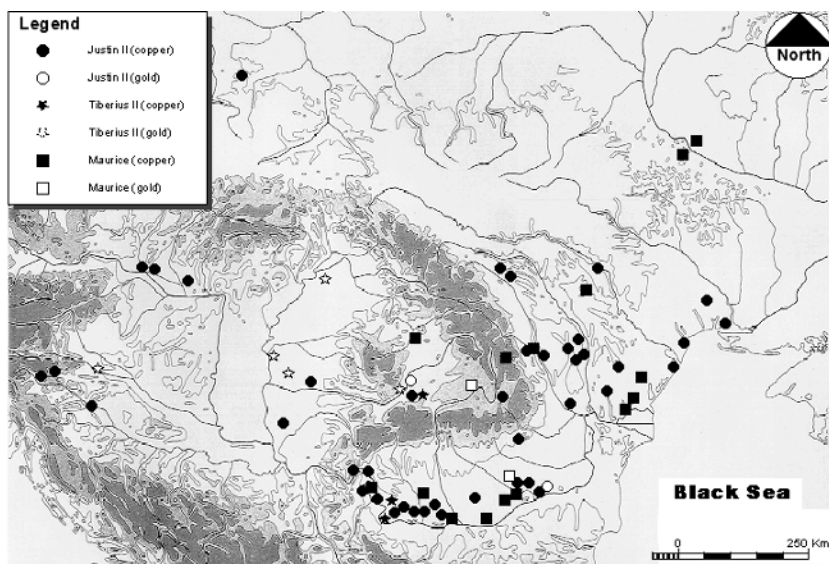 Legend
Justin II (copper)
Justin II (gold)
Tiberius II (copper)
Tiberius II (gold)
Maurice (copper)
Maurice (gold)
North
Black Sea
0 250 Km